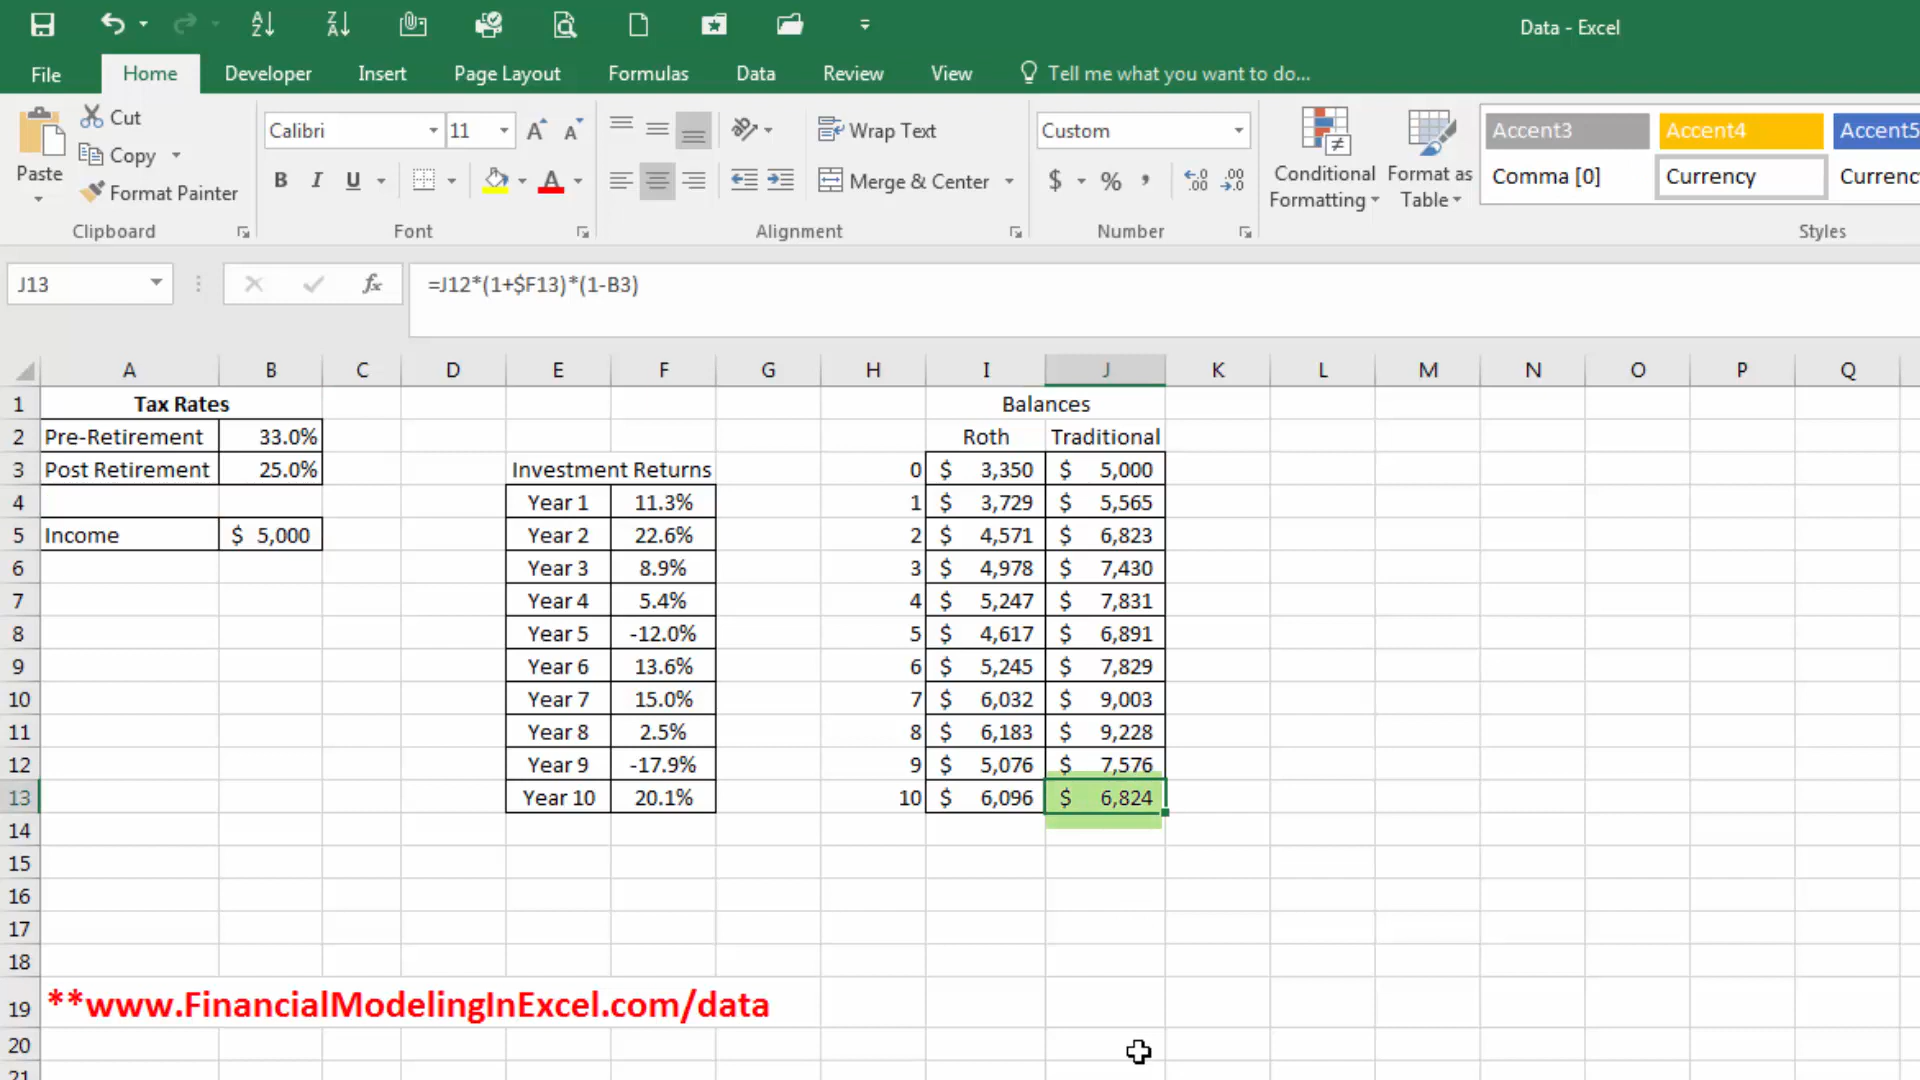 Data - Excel
File Home Developer Insert Page Layout Formulas Data Review View Tell me what you want to do...
Paste
Cut
Copy
Format Painter
Clipboard
Calibri 11
B I U
Font
Wrap Text
Merge & Center
Alignment
Custom
$ % ,
Number
Conditional
Formatting
Format as
Table
Accent3 Accent4 Accent5
Comma [0] Currency Currenc
Styles
J13 fx =J12*(1+$F13)*(1-B3)
A B C D E F G H I J K L M N O P Q
1 Tax Rates Balances
2 Pre-Retirement 33.0% Roth Traditional
3 Post Retirement 25.0% Investment Returns 0 $ 3,350 $ 5,000
4 Year 1 11.3% 1 $ 3,729 $ 5,565
5 Income $ 5,000 Year 2 22.6% 2 $ 4,571 $ 6,823
6 Year 3 8.9% 3 $ 4,978 $ 7,430
7 Year 4 5.4% 4 $ 5,247 $ 7,831
8 Year 5 -12.0% 5 $ 4,617 $ 6,891
9 Year 6 13.6% 6 $ 5,245 $ 7,829
10 Year 7 15.0% 7 $ 6,032 $ 9,003
11 Year 8 2.5% 8 $ 6,183 $ 9,228
12 Year 9 -17.9% 9 $ 5,076 $ 7,576
13 Year 10 20.1% 10 $ 6,096 $ 6,824
14
15
16
17
18
19 **www.FinancialModelingInExcel.com/data
20
21